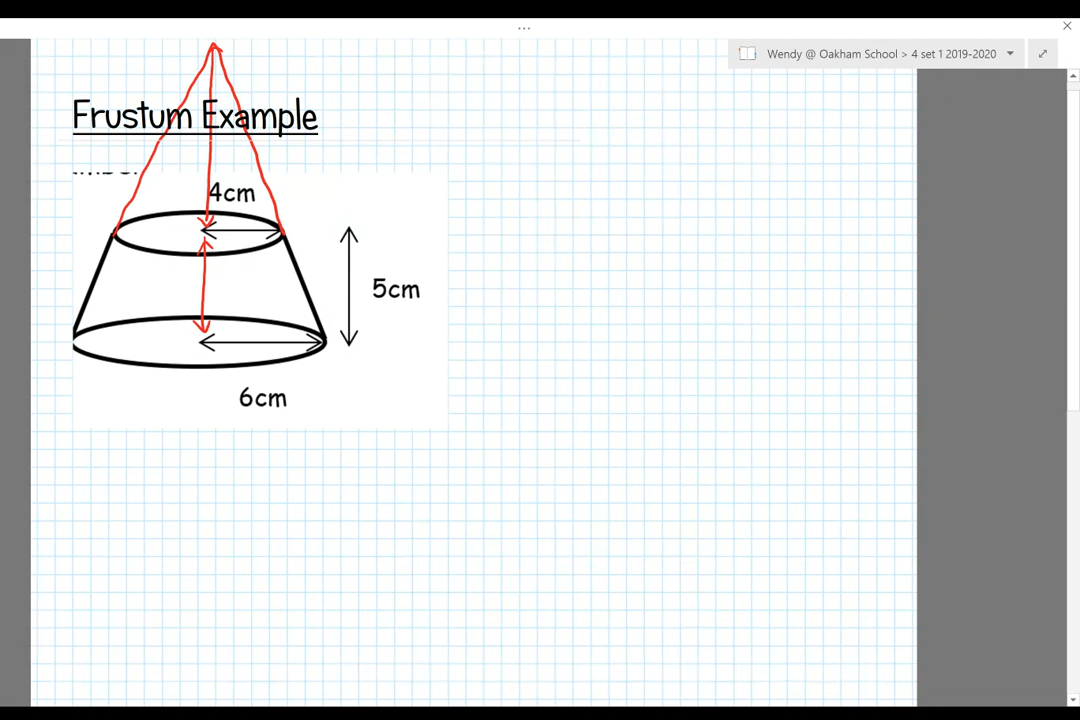 Wendy @ Oakham School > 4 set 1 2019-2020
Frustum Example
4cm
5cm
6cm